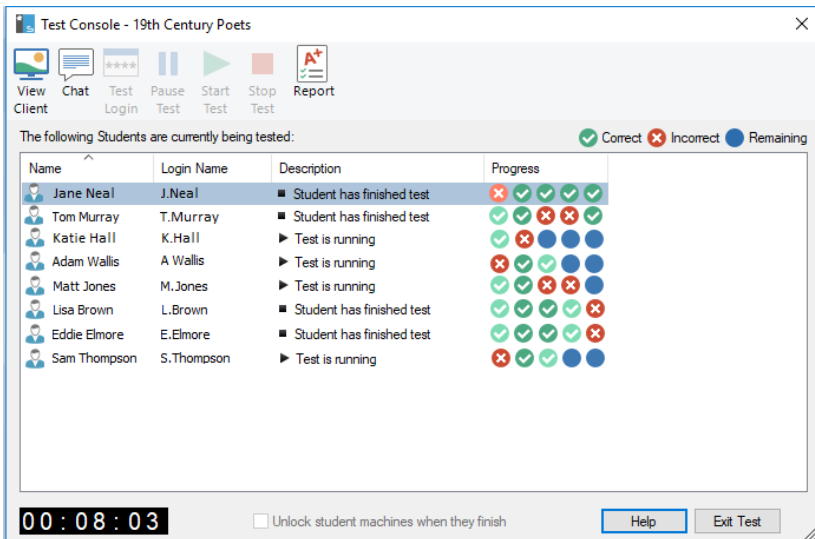 Test Console - 19th Century Poets
View Client Chat Test Login Pause Test Start Test Stop Test A+ Report
The following Students are currently being tested: Correct Incorrect Remaining
Name Login Name Description Progress
Jane Neal J.Neal Student has finished test
Tom Murray T.Murray Student has finished test
Katie Hall K.Hall Test is running
Adam Wallis A Wallis Test is running
Matt Jones M.Jones Test is running
Lisa Brown L.Brown Student has finished test
Eddie Elmore E.Elmore Student has finished test
Sam Thompson S.Thompson Test is running
00:08:03 Unlock student machines when they finish Help Exit Test